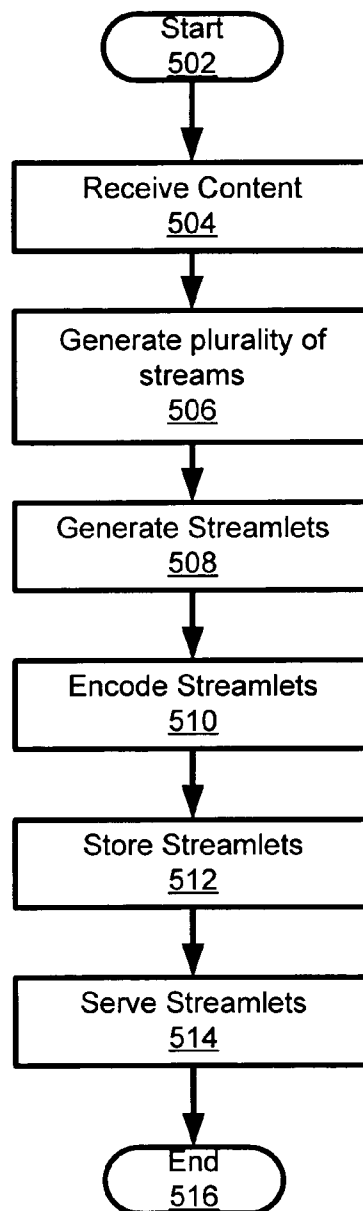 Start
502
Receive Content
504
Generate plurality of
streams
506
Generate Streamlets
508
Encode Streamlets
510
Store Streamlets
512
Serve Streamlets
514
End
516